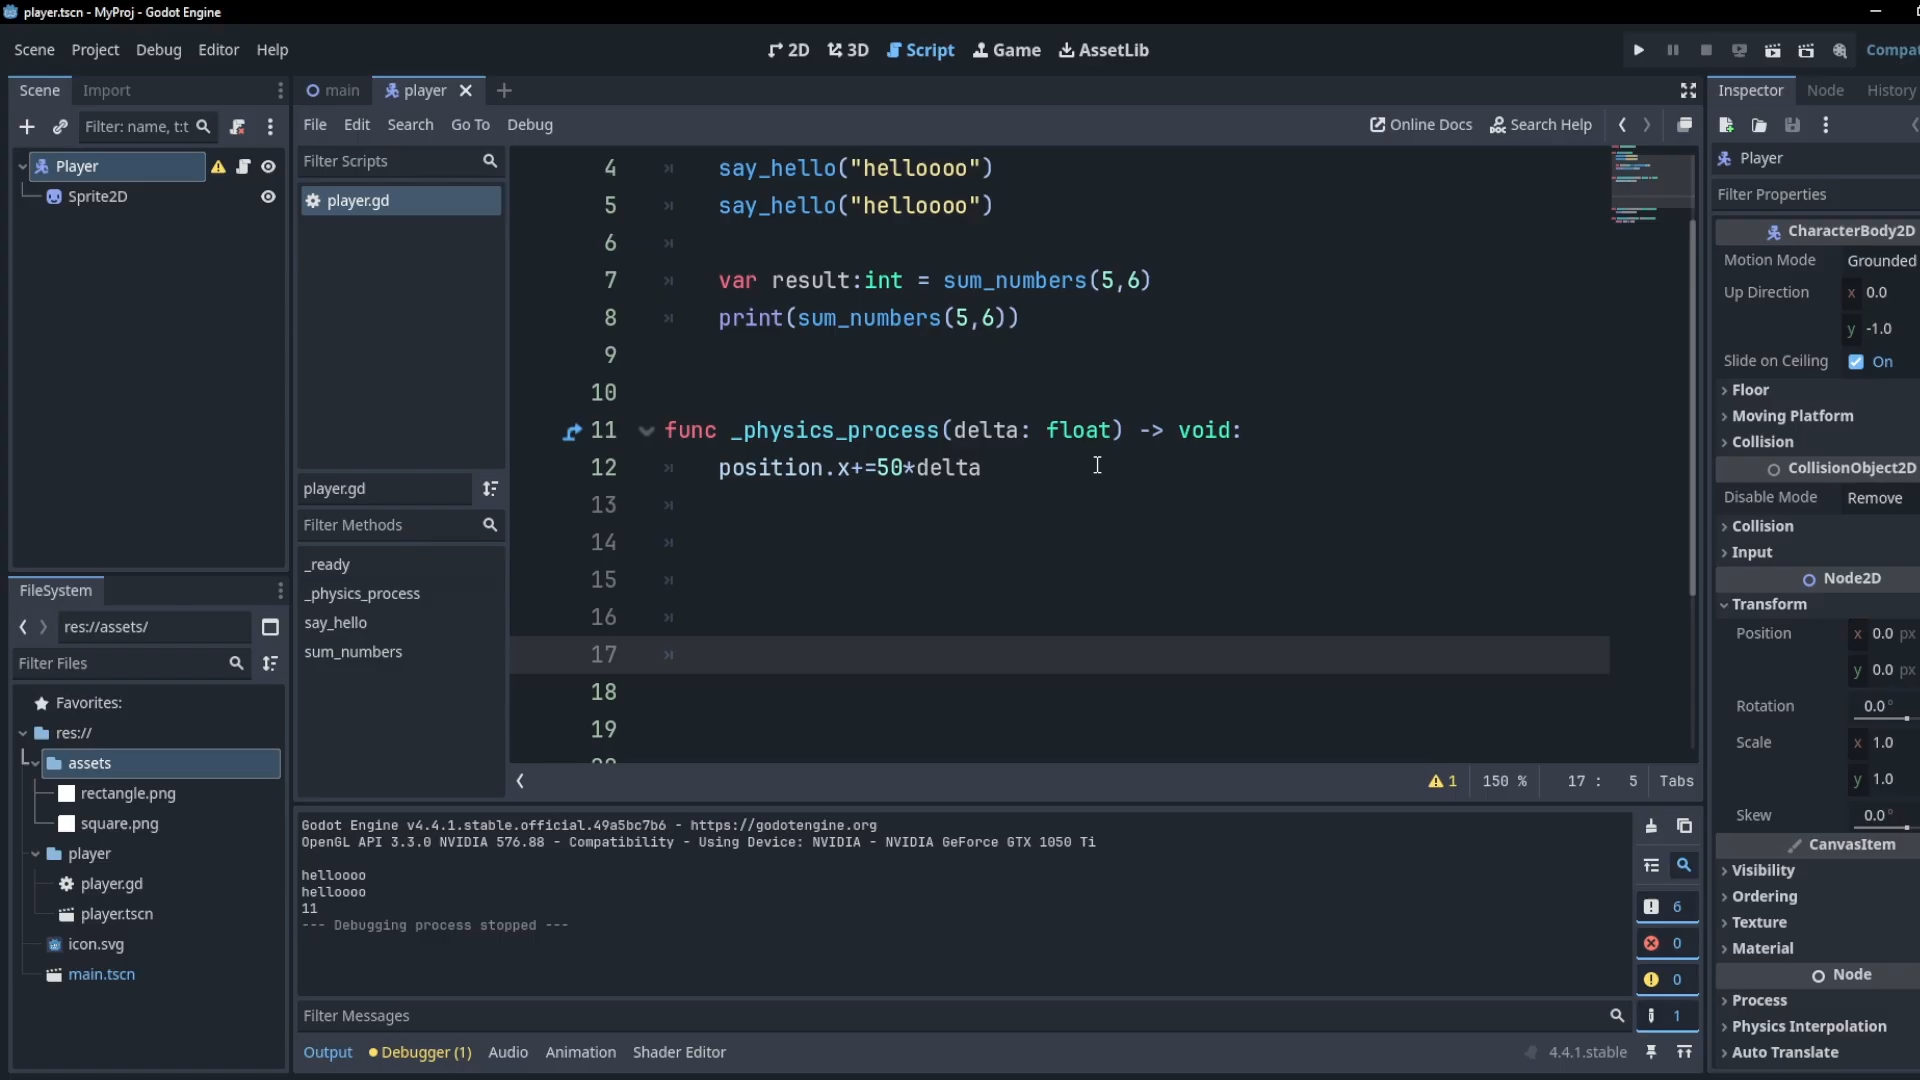 player.tscn - MyProj - Godot Engine
Scene Project Debug Editor Help
2D 3D Script Game AssetLib
Compat
Scene Import
Filter: name, t:t
Player
Sprite2D
FileSystem
res://assets/
Filter Files
Favorites:
res://
assets
rectangle.png
square.png
player
player.gd
player.tscn
icon.svg
main.tscn
main player
File Edit Search Go To Debug
Online Docs Search Help
Filter Scripts
player.gd
player.gd
Filter Methods
_ready
_physics_process
say_hello
sum_numbers
4 say_hello("helloooo")
5 say_hello("helloooo")
6
7 var result:int = sum_numbers(5,6)
8 print(sum_numbers(5,6))
9
10
11 func _physics_process(delta: float) -> void:
12 position.x+=50*delta
13
14
15
16
17
18
19
1 150 % 17 : 5 Tabs
Godot Engine v4.4.1.stable.official.49a5bc7b6 - https://godotengine.org
OpenGL API 3.3.0 NVIDIA 576.88 - Compatibility - Using Device: NVIDIA - NVIDIA GeForce GTX 1050 Ti
helloooo
helloooo
11
--- Debugging process stopped ---
6
0
0
1
Filter Messages
Output Debugger (1) Audio Animation Shader Editor
4.4.1.stable
Inspector Node History
Player
Filter Properties
CharacterBody2D
Motion Mode Grounded
Up Direction x 0.0
y -1.0
Slide on Ceiling On
Floor
Moving Platform
Collision
CollisionObject2D
Disable Mode Remove
Collision
Input
Node2D
Transform
Position x 0.0 px
y 0.0 px
Rotation 0.0 °
Scale x 1.0
y 1.0
Skew 0.0 °
CanvasItem
Visibility
Ordering
Texture
Material
Node
Process
Physics Interpolation
Auto Translate